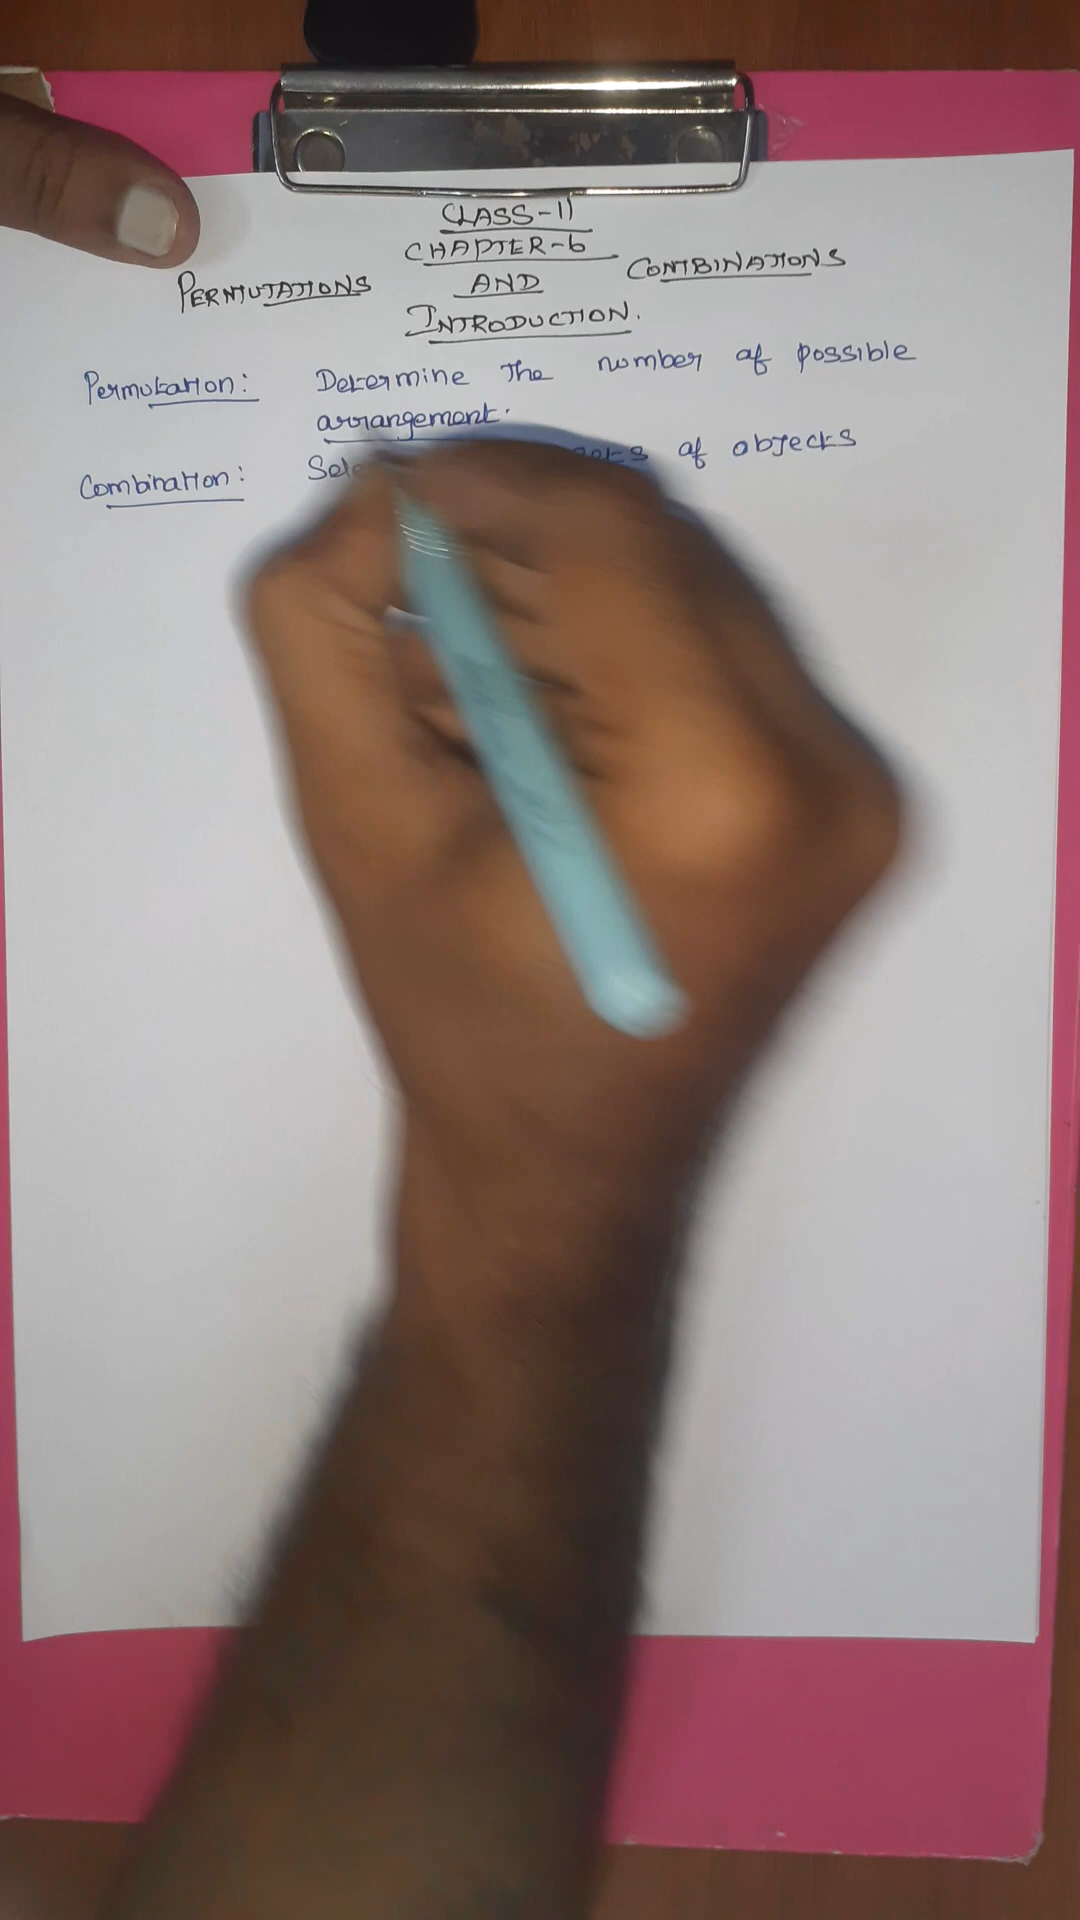 CLASS-11
CHAPTER-6
PERMUTATIONS AND COMBINATIONS
INTRODUCTION.
Permutation: Determine The number of possible
arrangement.
Combination: of objects